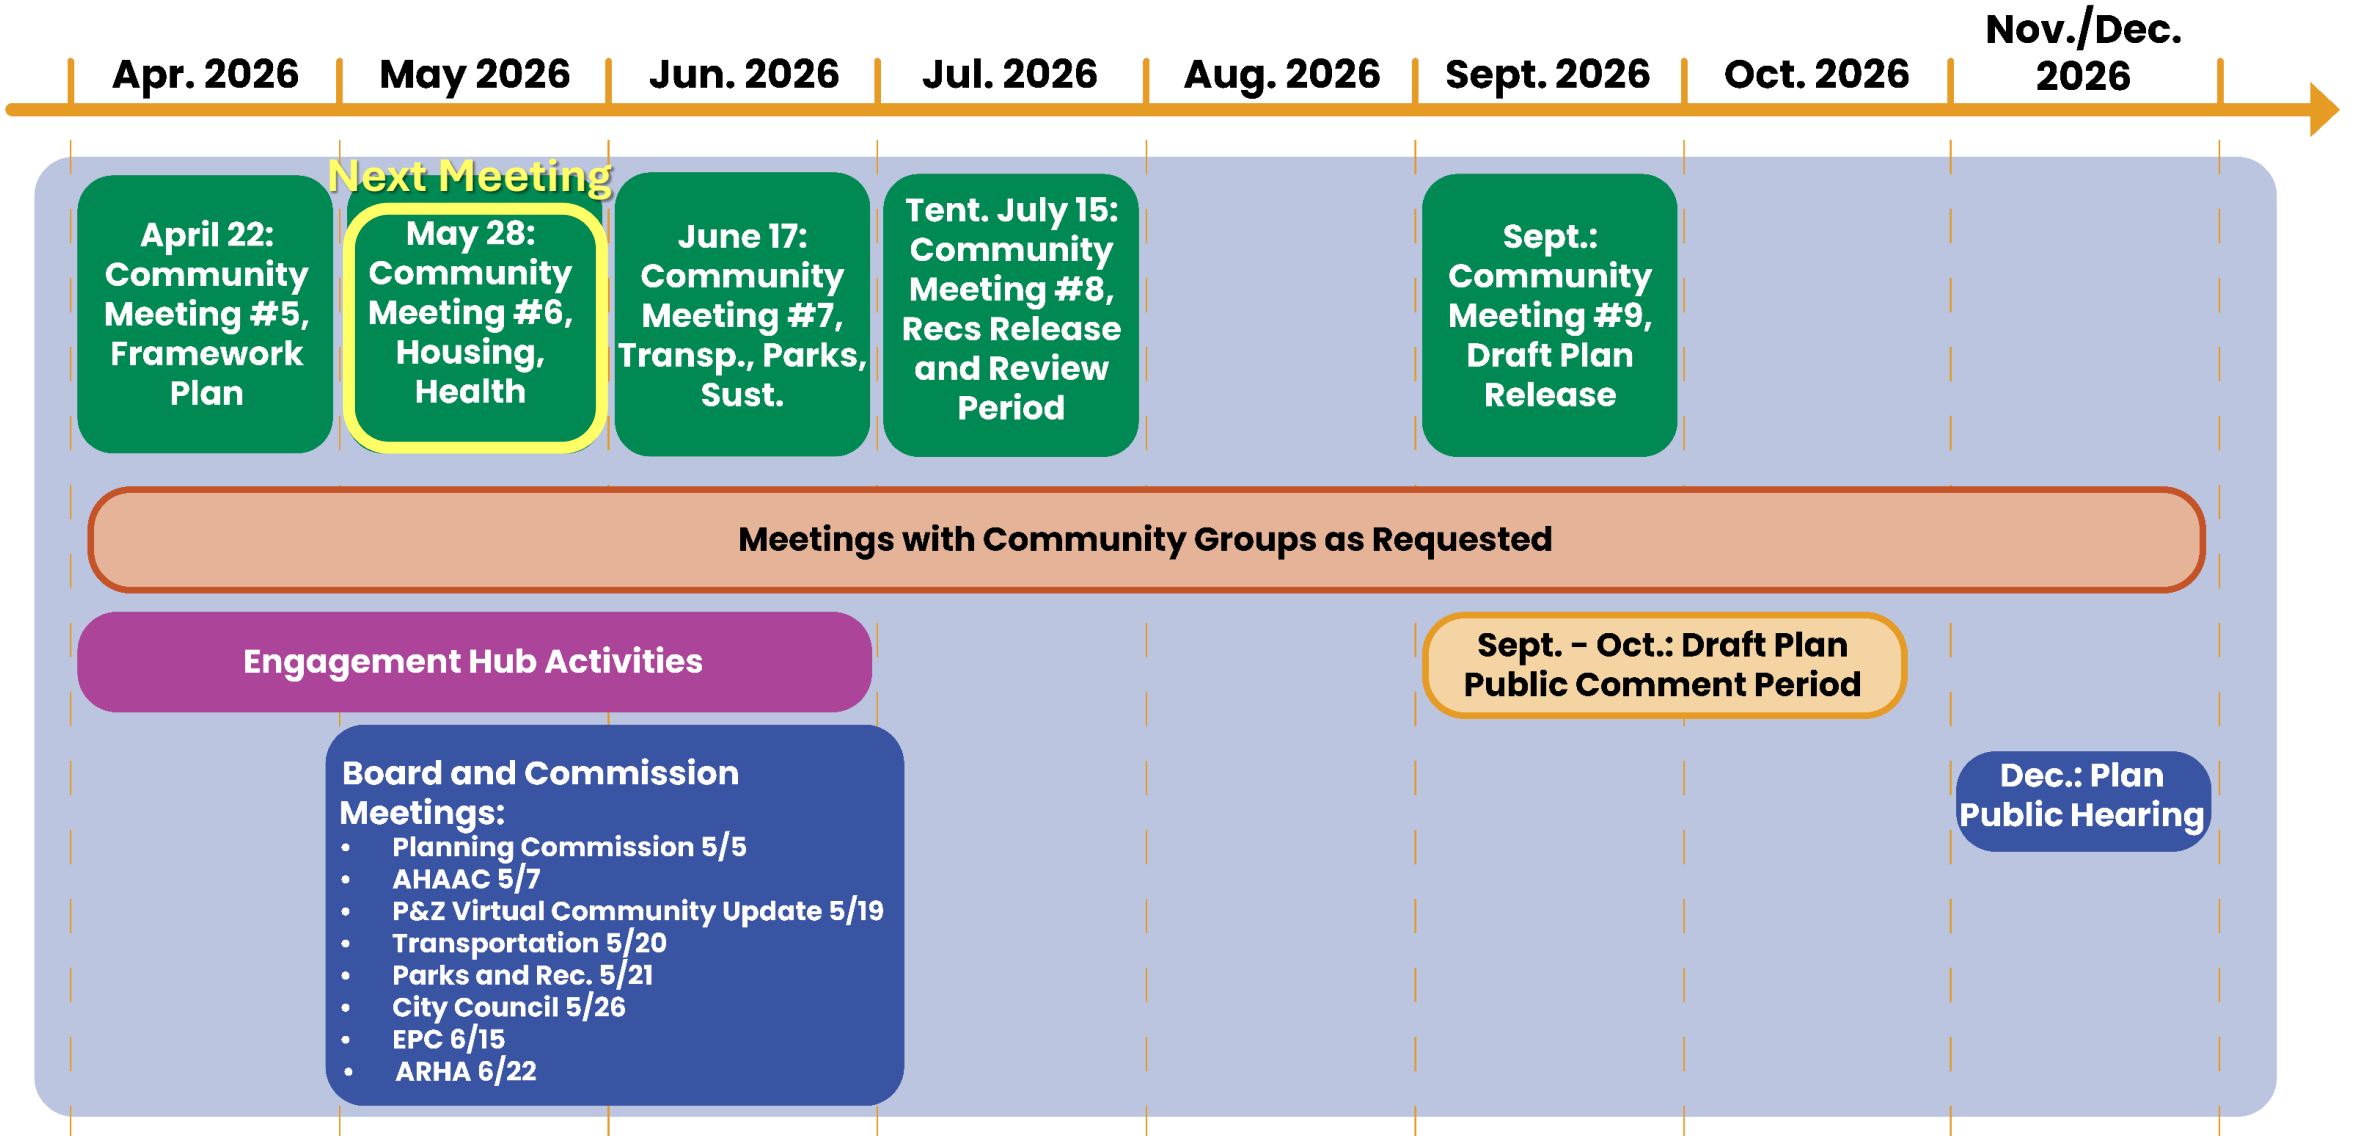 Apr. 2026
May 2026
Jun. 2026
Jul. 2026
Aug. 2026
Sept. 2026
Oct. 2026
Nov./Dec.
2026
April 22:
Community
Meeting #5,
Framework
Plan
Next Meeting
May 28:
Community
Meeting #6,
Housing,
Health
June 17:
Community
Meeting #7,
Transp., Parks,
Sust.
Tent. July 15:
Community
Meeting #8,
Recs Release
and Review
Period
Sept.:
Community
Meeting #9,
Draft Plan
Release
Meetings with Community Groups as Requested
Engagement Hub Activities
Sept. - Oct.: Draft Plan
Public Comment Period
Board and Commission
Meetings:
• Planning Commission 5/5
• AHAAC 5/7
• P&Z Virtual Community Update 5/19
• Transportation 5/20
• Parks and Rec. 5/21
• City Council 5/26
• EPC 6/15
• ARHA 6/22
Dec.: Plan
Public Hearing